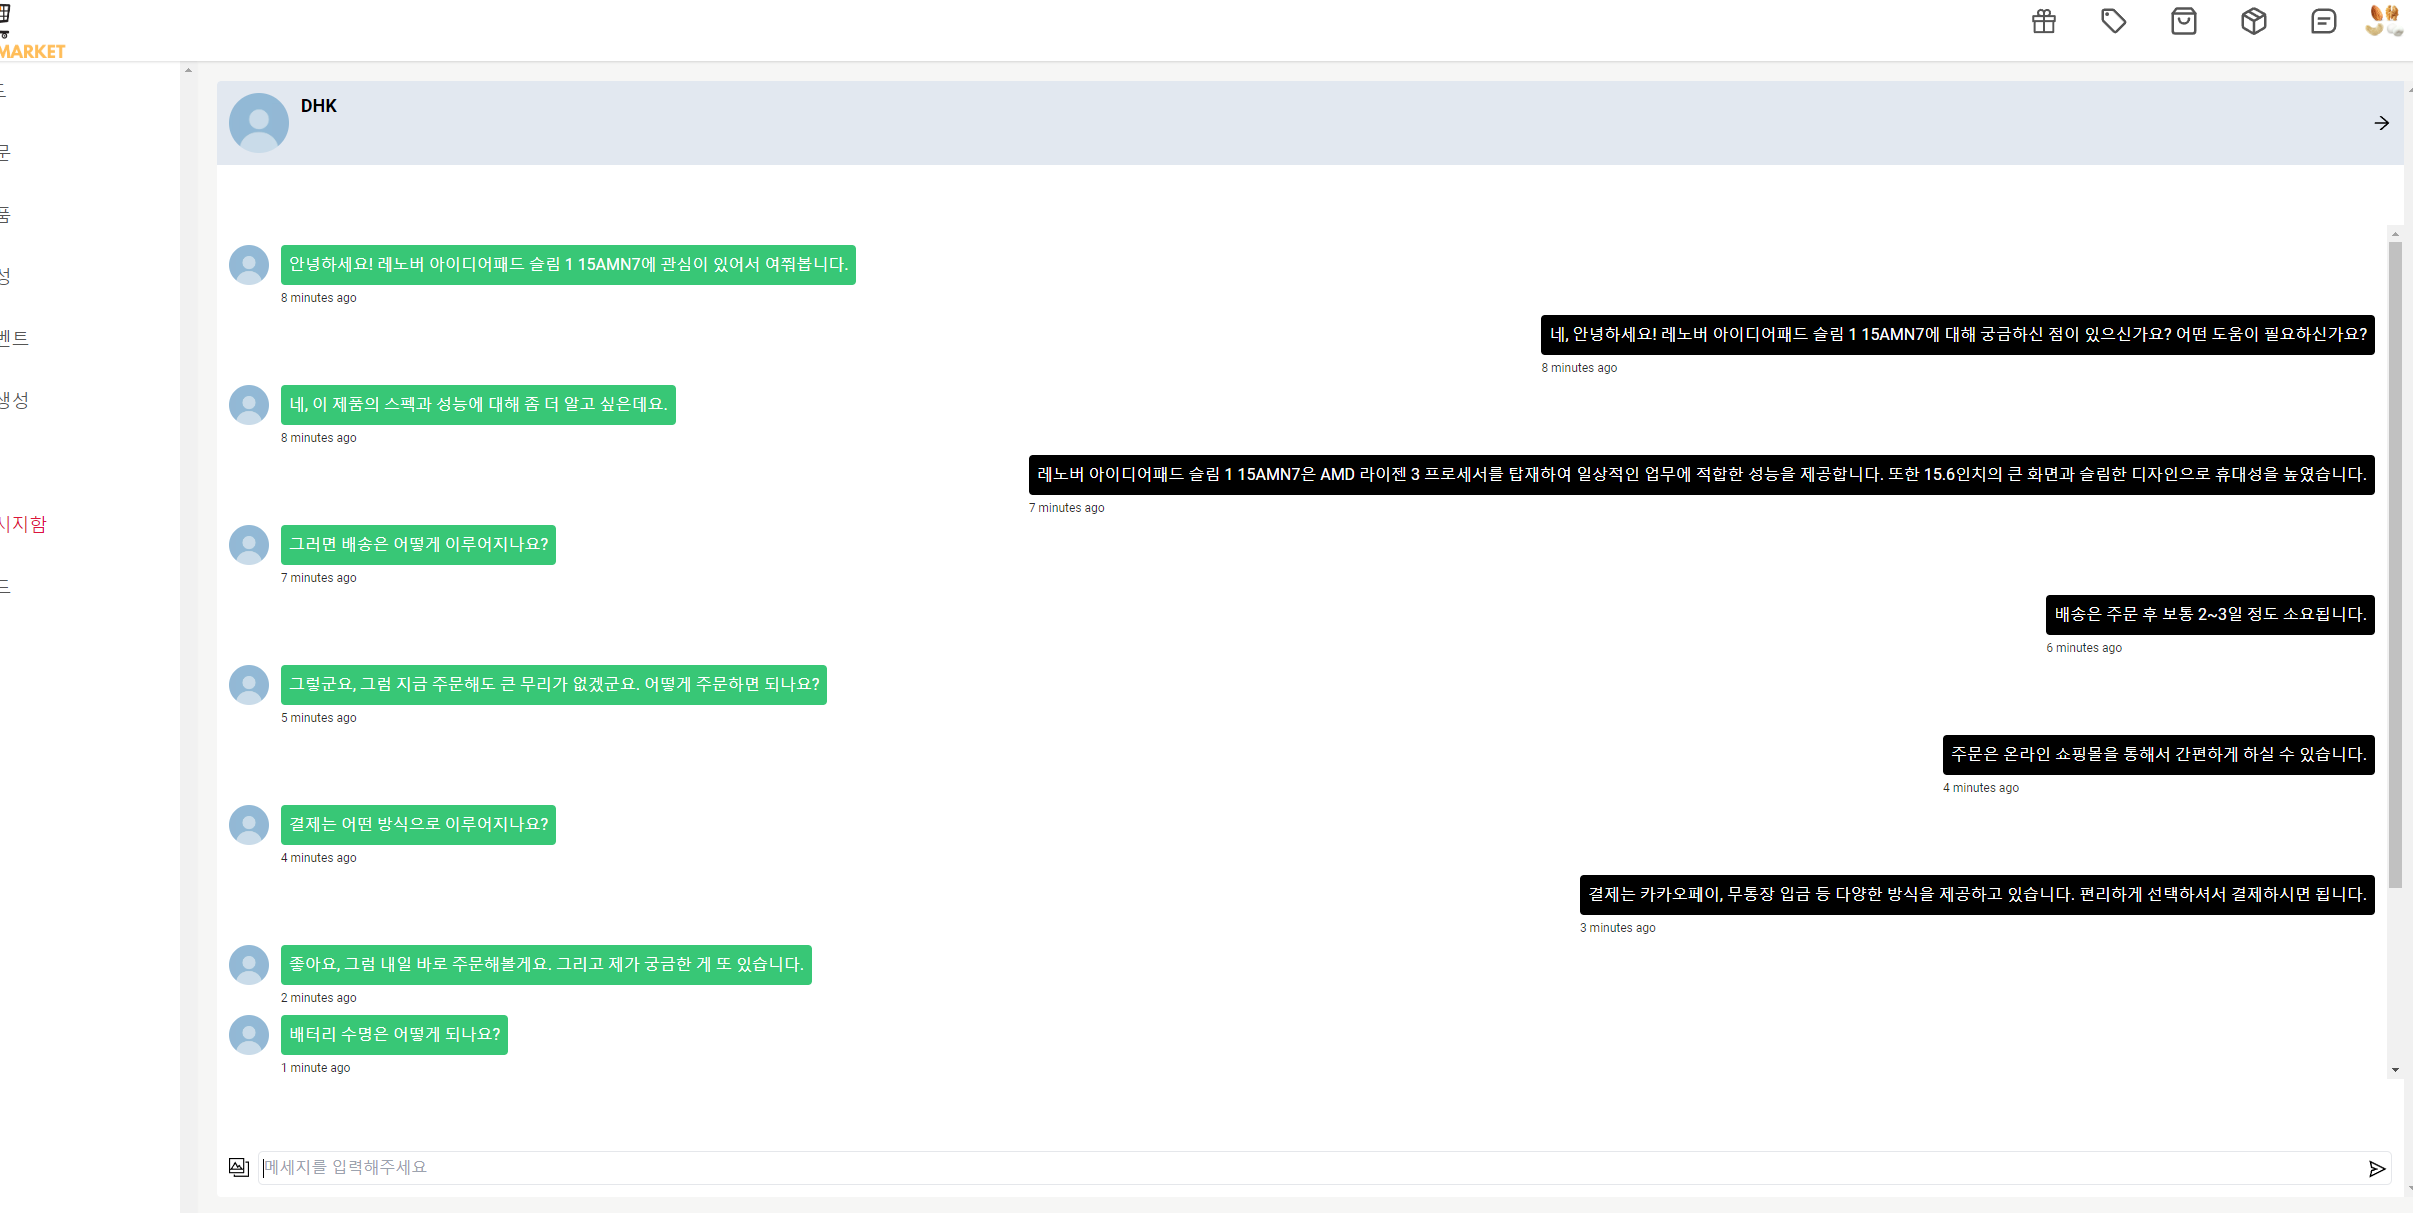 MARKET
드
문
품
성
벤트
생성
시지함
드
DHK
안녕하세요! 레노버 아이디어패드 슬림 1 15AMN7에 관심이 있어서 여쭤봅니다.
8 minutes ago
네, 안녕하세요! 레노버 아이디어패드 슬림 1 15AMN7에 대해 궁금하신 점이 있으신가요? 어떤 도움이 필요하신가요?
8 minutes ago
네, 이 제품의 스펙과 성능에 대해 좀 더 알고 싶은데요.
8 minutes ago
레노버 아이디어패드 슬림 1 15AMN7은 AMD 라이젠 3 프로세서를 탑재하여 일상적인 업무에 적합한 성능을 제공합니다. 또한 15.6인치의 큰 화면과 슬림한 디자인으로 휴대성을 높였습니다.
7 minutes ago
그러면 배송은 어떻게 이루어지나요?
7 minutes ago
배송은 주문 후 보통 2~3일 정도 소요됩니다.
6 minutes ago
그렇군요, 그럼 지금 주문해도 큰 무리가 없겠군요. 어떻게 주문하면 되나요?
5 minutes ago
주문은 온라인 쇼핑몰을 통해서 간편하게 하실 수 있습니다.
4 minutes ago
결제는 어떤 방식으로 이루어지나요?
4 minutes ago
결제는 카카오페이, 무통장 입금 등 다양한 방식을 제공하고 있습니다. 편리하게 선택하셔서 결제하시면 됩니다.
3 minutes ago
좋아요, 그럼 내일 바로 주문해볼게요. 그리고 제가 궁금한 게 또 있습니다.
2 minutes ago
배터리 수명은 어떻게 되나요?
1 minute ago
메세지를 입력해주세요